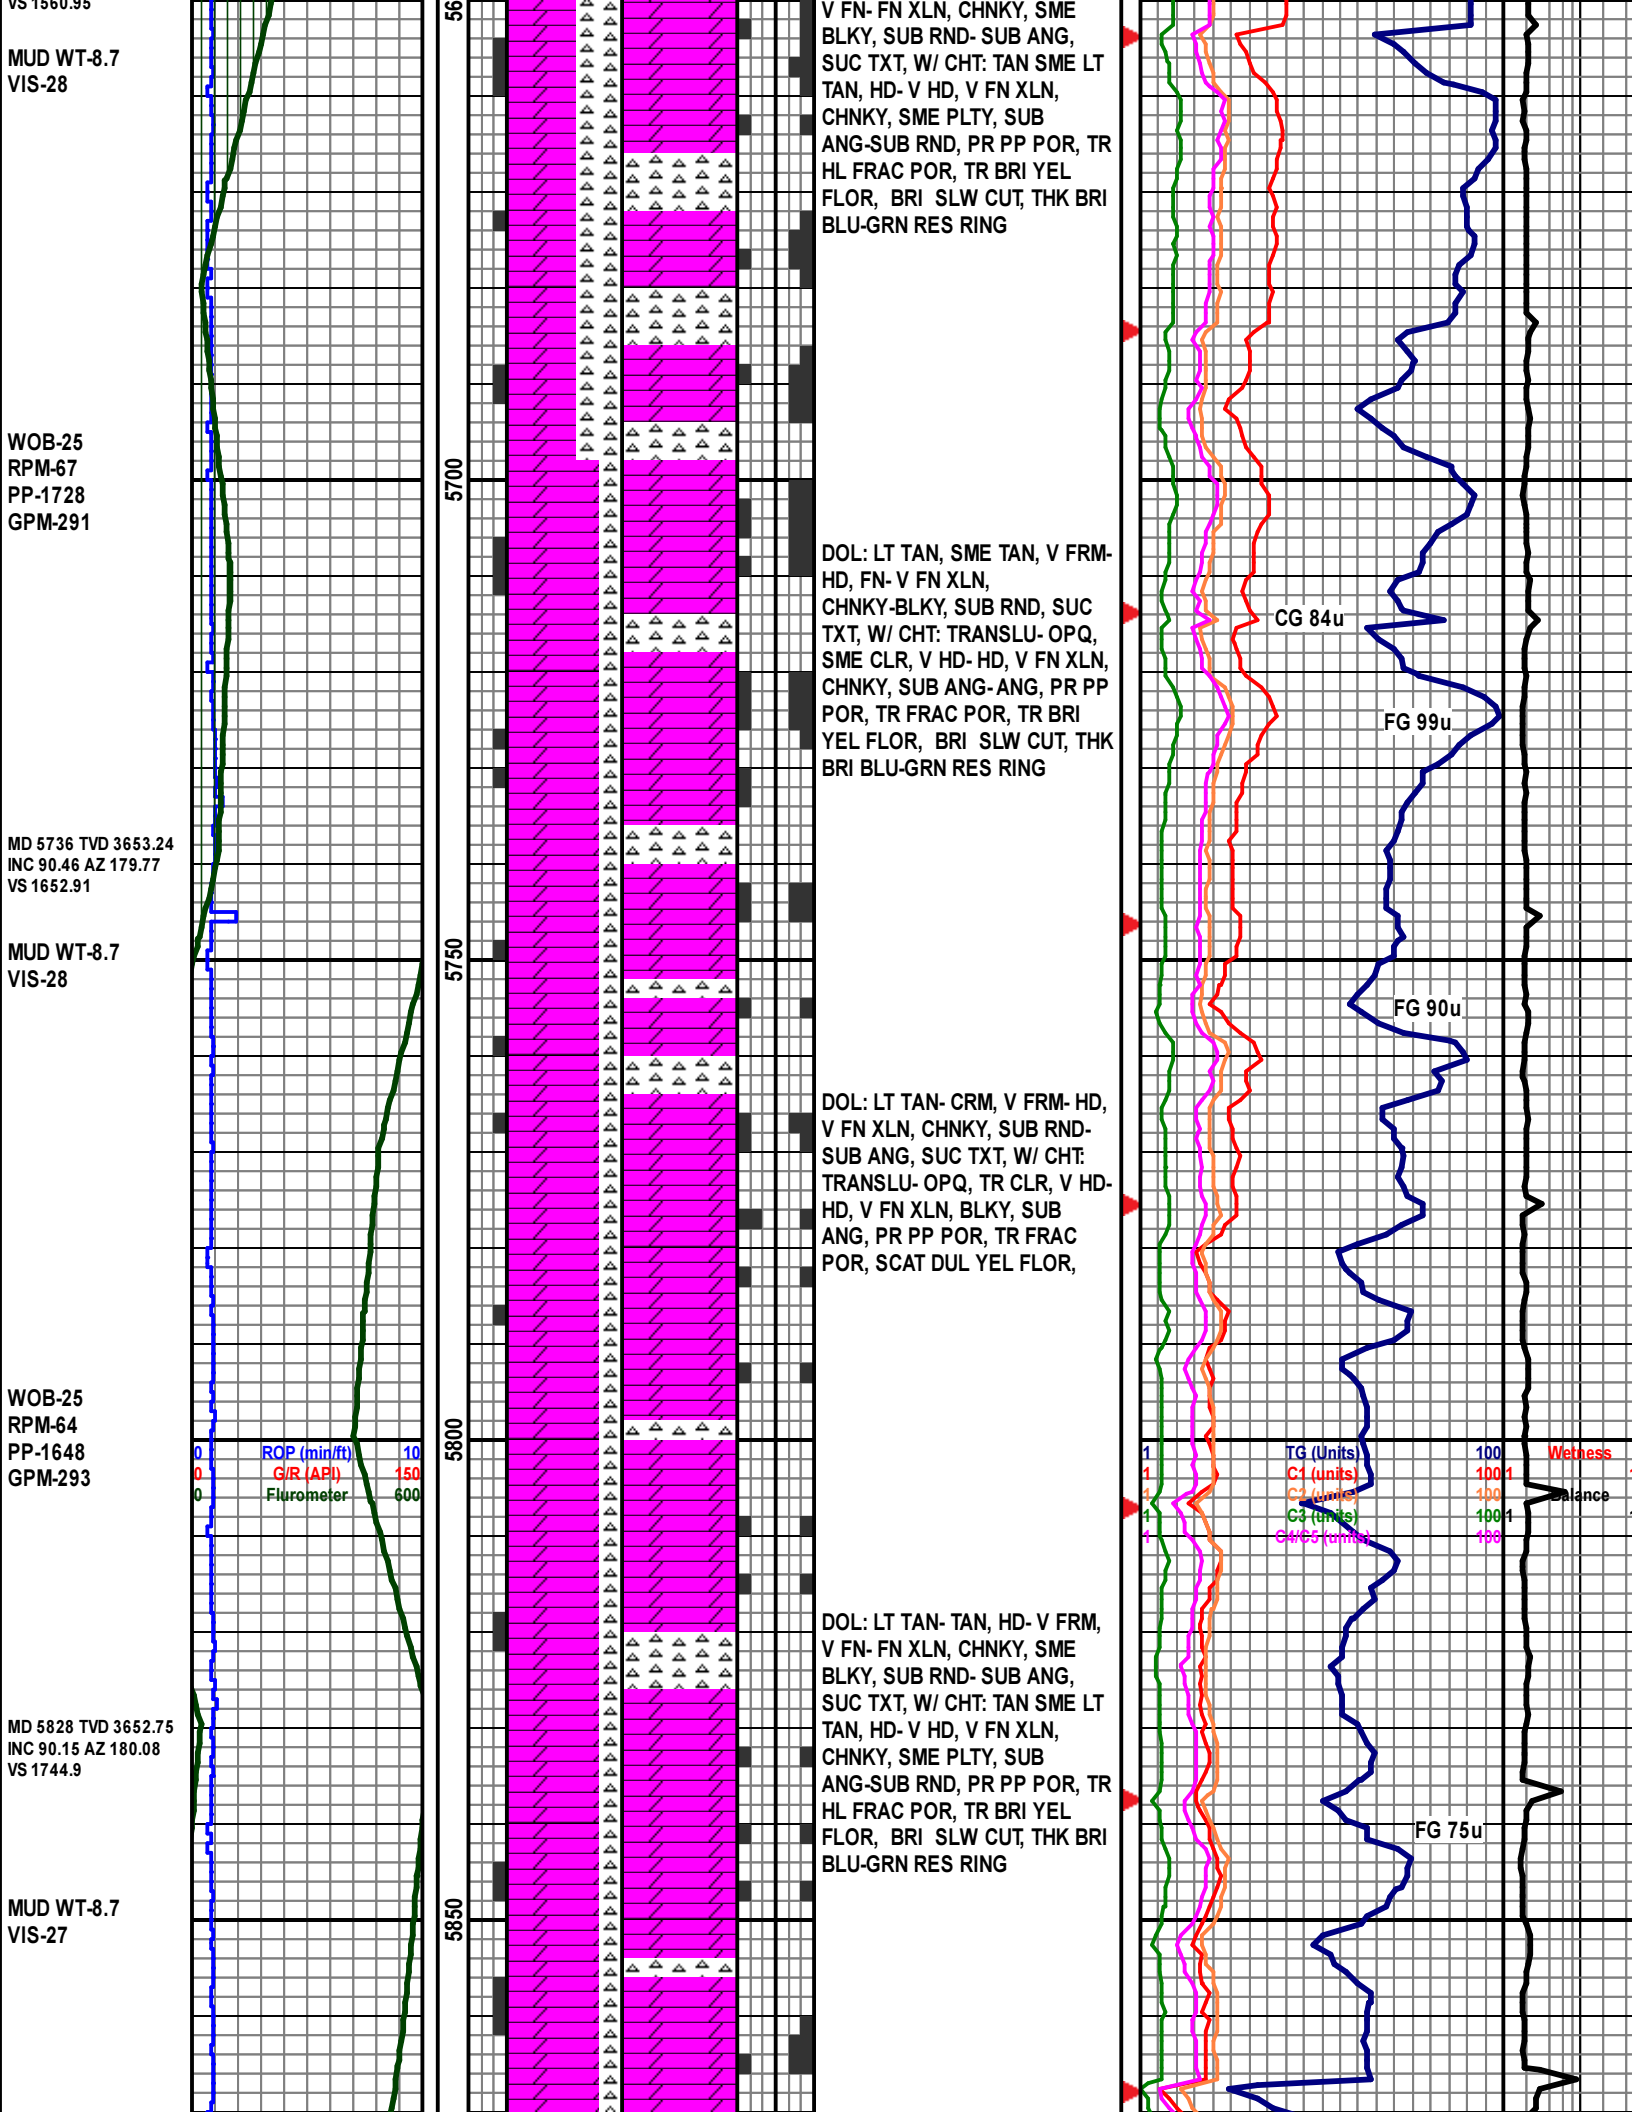 VS 1560.95
MUD WT-8.7
VIS-28
WOB-25
RPM-67
PP-1728
GPM-291
MD 5736 TVD 3653.24
INC 90.46 AZ 179.77
VS 1652.91
MUD WT-8.7
VIS-28
WOB-25
RPM-64
PP-1648
GPM-293
MD 5828 TVD 3652.75
INC 90.15 AZ 180.08
VS 1744.9
MUD WT-8.7
VIS-27
0 ROP (min/ft) 10
0 G/R (API) 150
0 Flurometer 600
56
5700
5750
5800
5850
V FN- FN XLN, CHNKY, SME
BLKY, SUB RND- SUB ANG,
SUC TXT, W/ CHT: TAN SME LT
TAN, HD- V HD, V FN XLN,
CHNKY, SME PLTY, SUB
ANG-SUB RND, PR PP POR, TR
HL FRAC POR, TR BRI YEL
FLOR, BRI SLW CUT, THK BRI
BLU-GRN RES RING
DOL: LT TAN, SME TAN, V FRM-
HD, FN- V FN XLN,
CHNKY-BLKY, SUB RND, SUC
TXT, W/ CHT: TRANSLU- OPQ,
SME CLR, V HD- HD, V FN XLN,
CHNKY, SUB ANG- ANG, PR PP
POR, TR FRAC POR, TR BRI
YEL FLOR, BRI SLW CUT, THK
BRI BLU-GRN RES RING
DOL: LT TAN- CRM, V FRM- HD,
V FN XLN, CHNKY, SUB RND-
SUB ANG, SUC TXT, W/ CHT:
TRANSLU- OPQ, TR CLR, V HD-
HD, V FN XLN, BLKY, SUB
ANG, PR PP POR, TR FRAC
POR, SCAT DUL YEL FLOR,
DOL: LT TAN- TAN, HD- V FRM,
V FN- FN XLN, CHNKY, SME
BLKY, SUB RND- SUB ANG,
SUC TXT, W/ CHT: TAN SME LT
TAN, HD- V HD, V FN XLN,
CHNKY, SME PLTY, SUB
ANG-SUB RND, PR PP POR, TR
HL FRAC POR, TR BRI YEL
FLOR, BRI SLW CUT, THK BRI
BLU-GRN RES RING
CG 84u
FG 99u
FG 90u
1 TG (Units) 100 Wetness
1 C1 (units) 100 1
1 C2 (units) 100 Balance
1 C3 (units) 100 1
1 C4/C5 (units) 100
FG 75u